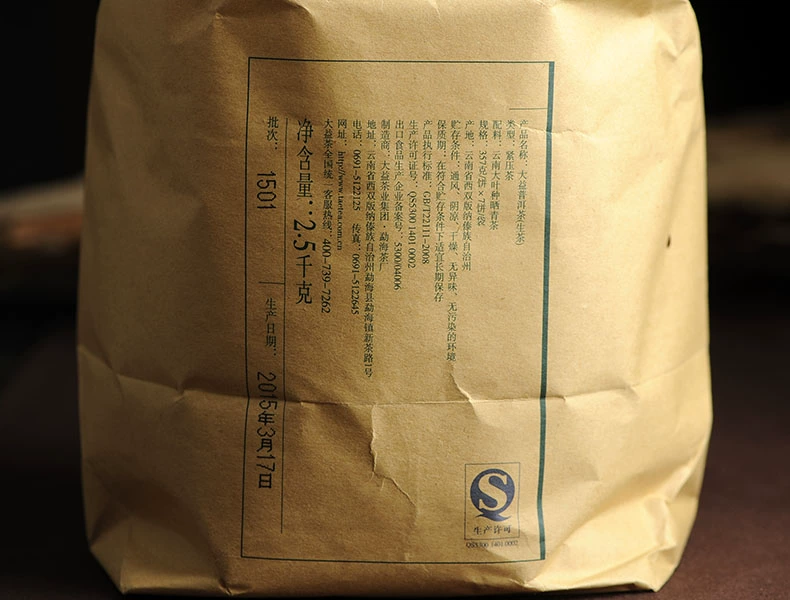 产品名称：大益普洱茶(生茶)
类型：紧压茶
配料：云南大叶种晒青茶
规格：357克/饼×7饼/袋
产地：云南省西双版纳傣族自治州
贮存条件：通风、阴凉、干燥、无异味、无污染的环境
保质期：在符合贮存条件下适宜长期保存
产品执行标准：GB/T22111-2008
生产许可证号：QS5300 1401 0002
出口食品生产企业备案号：5300/04006
制造商：大益茶业集团·勐海茶厂
地址：云南省西双版纳傣族自治州勐海县勐海镇新茶路1号
电话：0691-5122125 传真：0691-5122645
网址：http://www.taetea.com.cn
大益茶全国统一客服热线：400-739-7262
净含量：2.5千克
批次：1501 生产日期：2015年3月17日
生产许可
QS5300 1401 0002